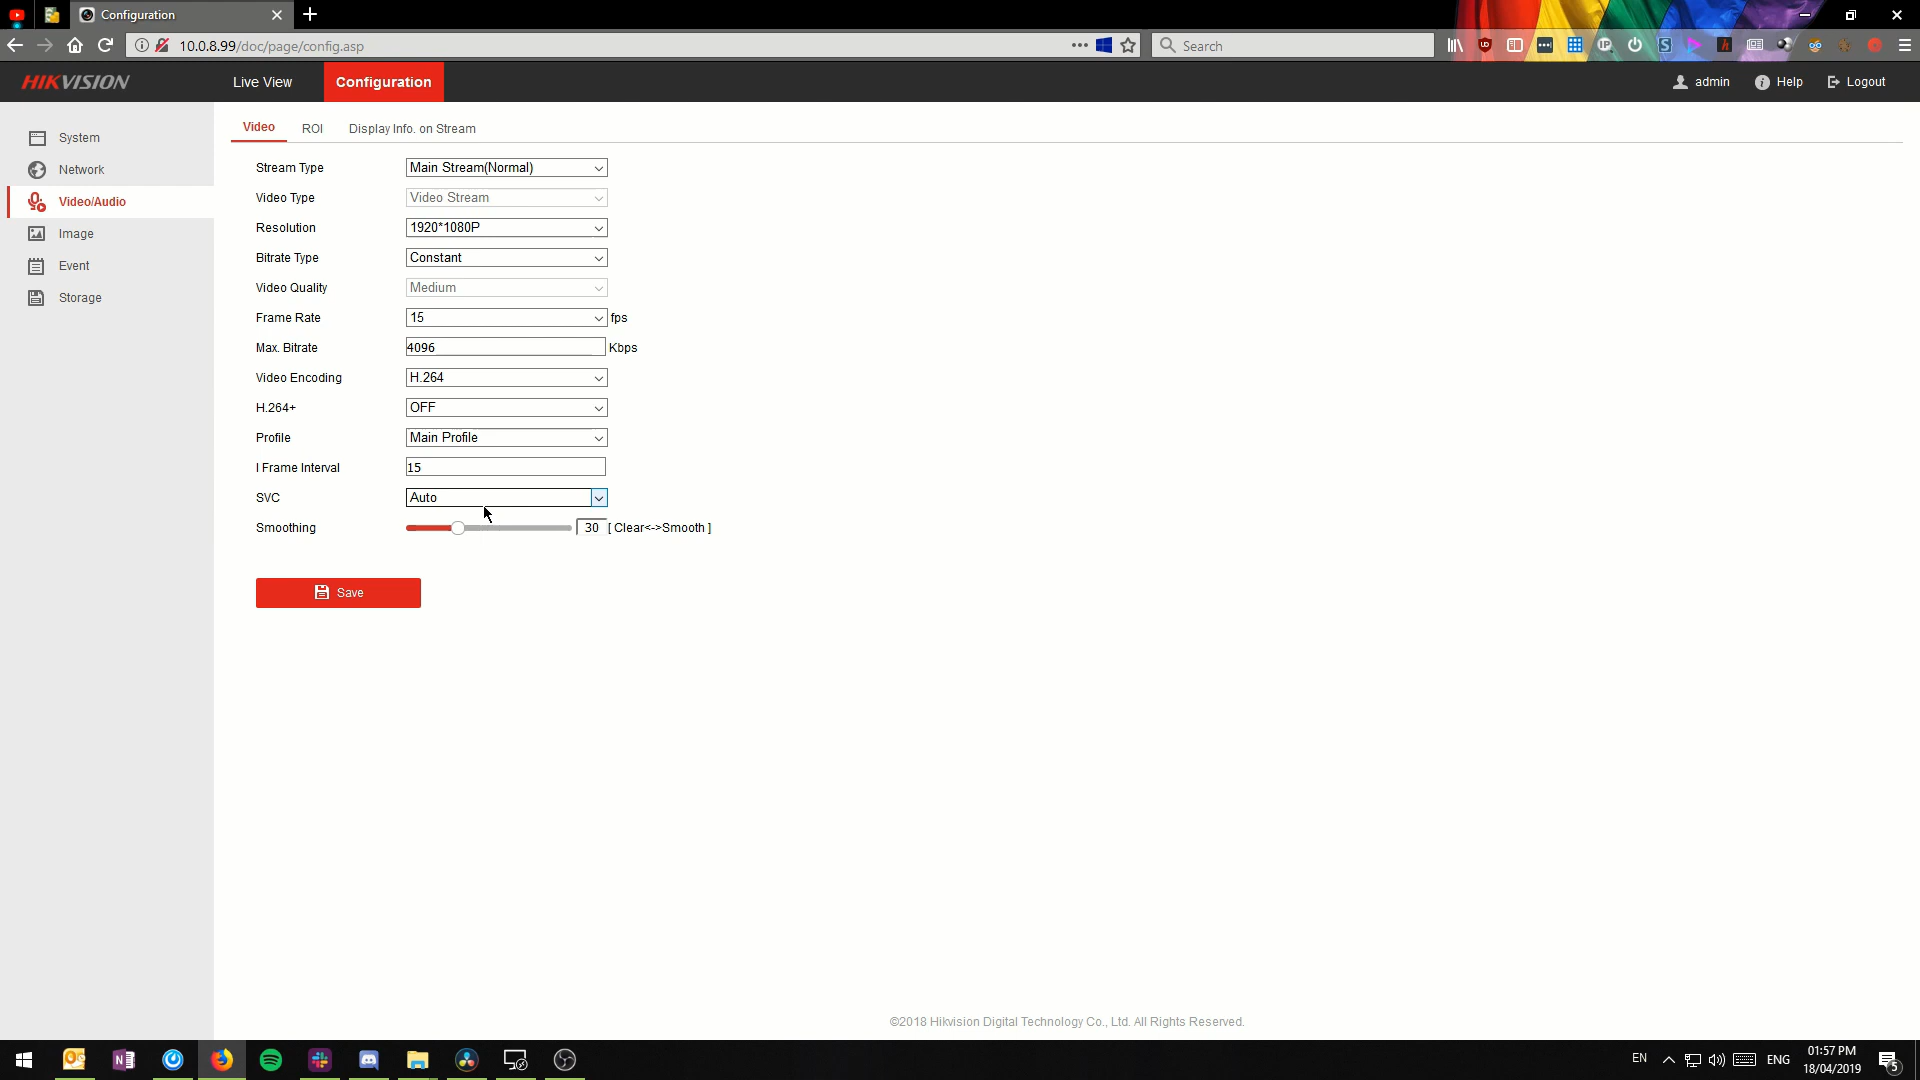 Configuration
10.0.8.99/doc/page/config.asp
Search
HIKVISION
Live View
Configuration
admin
Help
Logout
System
Network
Video/Audio
Image
Event
Storage
Video ROI Display Info. on Stream
Stream Type Main Stream(Normal)
Video Type Video Stream
Resolution 1920*1080P
Bitrate Type Constant
Video Quality Medium
Frame Rate 15 fps
Max. Bitrate 4096 Kbps
Video Encoding H.264
H.264+ OFF
Profile Main Profile
I Frame Interval 15
SVC Auto
Smoothing 30 [ Clear<->Smooth ]
Save
©2018 Hikvision Digital Technology Co., Ltd. All Rights Reserved.
EN
ENG
01:57 PM
18/04/2019
5